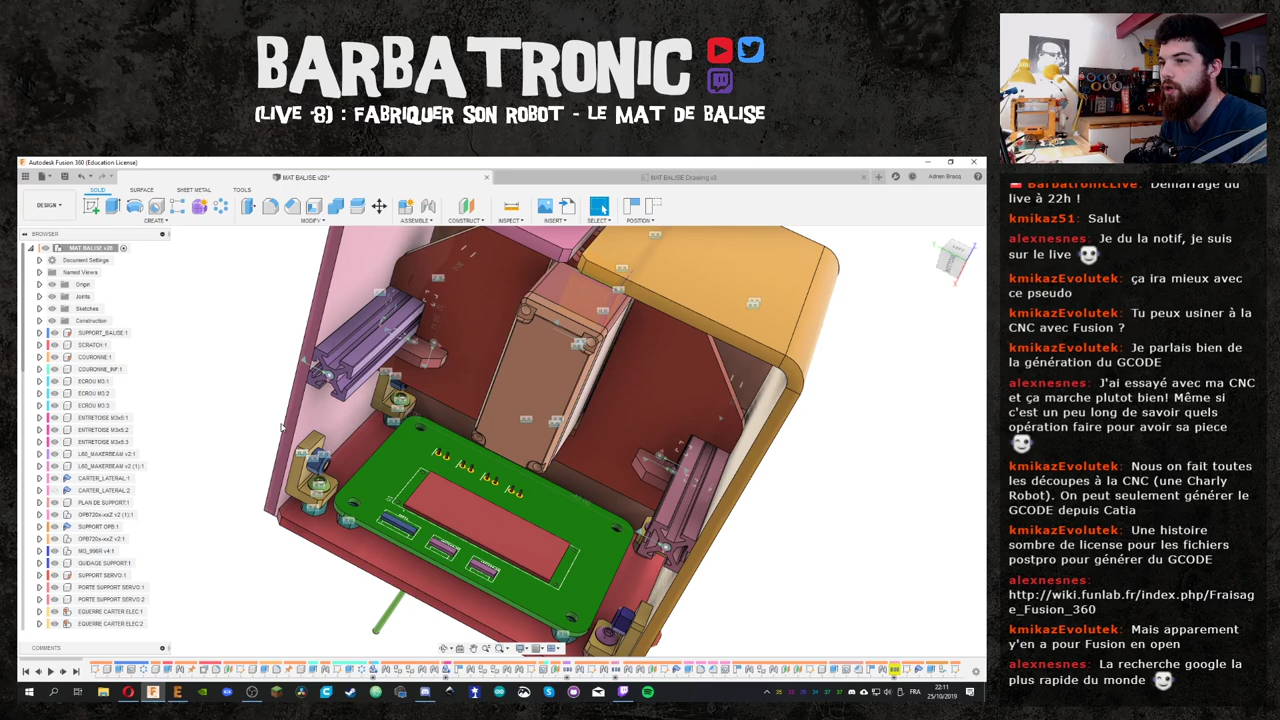 BARBATRONIC
(LIVE -8) : FABRIQUER SON ROBOT - LE MAT DE BALISE
Autodesk Fusion 360 (Education License)
MAT BALISE v28*
MAT BALISE Drawing v3
Adrien Bracq
SOLID
SURFACE
SHEET METAL
TOOLS
DESIGN
CREATE
MODIFY
ASSEMBLE
CONSTRUCT
INSPECT
INSERT
SELECT
POSITION
BROWSER
MAT BALISE v28
Document Settings
Named Views
Origin
Joints
Sketches
Construction
SUPPORT_BALISE:1
SCRATCH:1
COURONNE:1
COURONNE_INF:1
ECROU M3:1
ECROU M3:2
ECROU M3:3
ENTRETOISE M3x5:1
ENTRETOISE M3x5:2
ENTRETOISE M3x5:3
L60_MAKERBEAM v2:1
L60_MAKERBEAM v2 (1):1
CARTER_LATERAL:1
CARTER_LATERAL:2
PLAN DE SUPPORT:1
OPB720x-xxZ v2 (1):1
SUPPORT OPB:1
OPB720x-xxZ v2:1
MG_996R v4:1
GUIDAGE SUPPORT:1
SUPPORT SERVO:1
PORTE SUPPORT SERVO:1
PORTE SUPPORT SERVO:2
EQUERRE CARTER ELEC:1
EQUERRE CARTER ELEC:2
COMMENTS
BarbatronicLive: Démarrage du
live à 22h !
kmikaz51: Salut
alexnesnes: Je du la notif, je suis
sur le live
kmikazEvolutek: ça ira mieux avec
ce pseudo
kmikazEvolutek: Tu peux usiner à la
CNC avec Fusion ?
kmikazEvolutek: Je parlais bien de
la génération du GCODE
alexnesnes: J'ai essayé avec ma CNC
et ça marche plutot bien! Même si
c'est un peu long de savoir quels
opération faire pour avoir sa piece
kmikazEvolutek: Nous on fait toutes
les découpes à la CNC (une Charly
Robot). On peut seulement générer le
GCODE depuis Catia
kmikazEvolutek: Une histoire
sombre de license pour les fichiers
postpro pour générer du GCODE
alexnesnes:
http://wiki.funlab.fr/index.php/Fraisag
e_Fusion_360
kmikazEvolutek: Mais apparement
y'en a pour Fusion en open
alexnesnes: La recherche google la
plus rapide du monde
FRA
22:11
25/10/2019